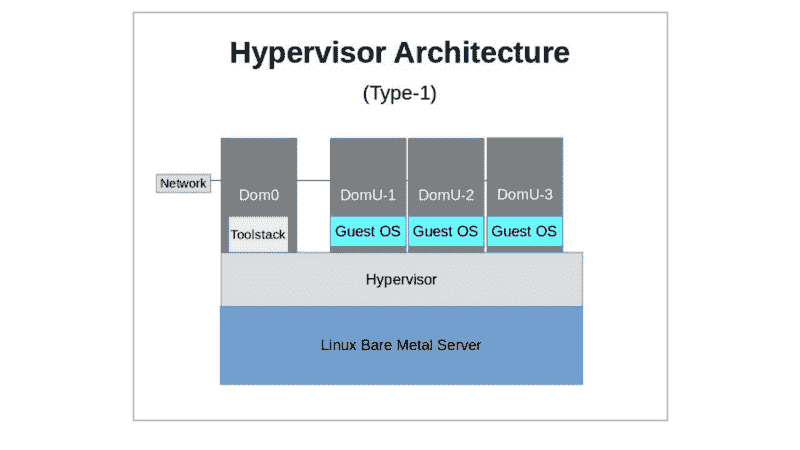 Hypervisor Architecture
(Type-1)
Network
Dom0
DomU-1
DomU-2
DomU-3
Toolstack
Guest OS
Guest OS
Guest OS
Hypervisor
Linux Bare Metal Server